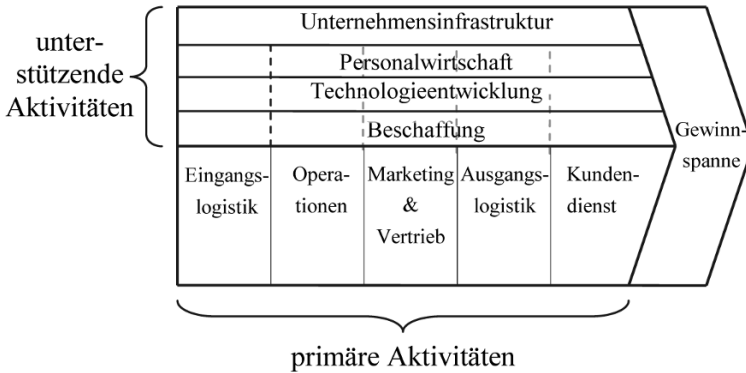 unter-
stützende
Aktivitäten
Unternehmensinfrastruktur
Personalwirtschaft
Technologieentwicklung
Beschaffung
Gewinn-
spanne
Eingangs-
logistik
Opera-
tionen
Marketing
&
Vertrieb
Ausgangs-
logistik
Kunden-
dienst
primäre Aktivitäten